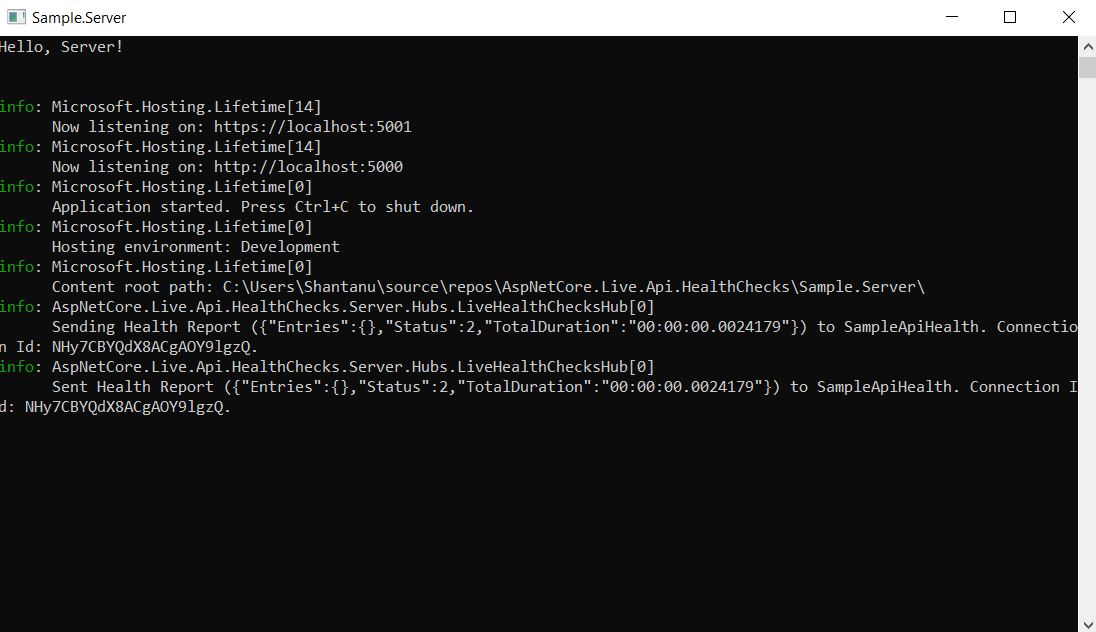 Sample.Server
Hello, Server!
info: Microsoft.Hosting.Lifetime[14]
      Now listening on: https://localhost:5001
info: Microsoft.Hosting.Lifetime[14]
      Now listening on: http://localhost:5000
info: Microsoft.Hosting.Lifetime[0]
      Application started. Press Ctrl+C to shut down.
info: Microsoft.Hosting.Lifetime[0]
      Hosting environment: Development
info: Microsoft.Hosting.Lifetime[0]
      Content root path: C:\Users\Shantanu\source\repos\AspNetCore.Live.Api.HealthChecks\Sample.Server\
info: AspNetCore.Live.Api.HealthChecks.Server.Hubs.LiveHealthChecksHub[0]
      Sending Health Report ({"Entries":{},"Status":2,"TotalDuration":"00:00:00.0024179"}) to SampleApiHealth. Connectio
n Id: NHy7CBYQdX8ACgAOY9lgzQ.
info: AspNetCore.Live.Api.HealthChecks.Server.Hubs.LiveHealthChecksHub[0]
      Sent Health Report ({"Entries":{},"Status":2,"TotalDuration":"00:00:00.0024179"}) to SampleApiHealth. Connection I
d: NHy7CBYQdX8ACgAOY9lgzQ.